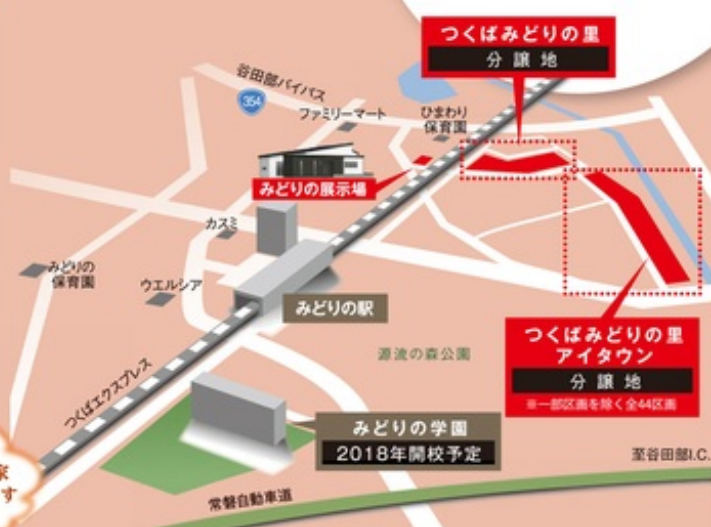 つくばみどりの里
分譲地
谷田部バイパス
354
ファミリーマート
ひまわり
保育園
みどりの展示場
カスミ
みどりの
保育園
ウエルシア
みどりの駅
つくばみどりの里
アイタウン
分譲地
※一部区画を除く全44区画
源流の森公園
つくばエクスプレス
みどりの学園
2018年開校予定
至谷田部I.C.
家
す
常磐自動車道